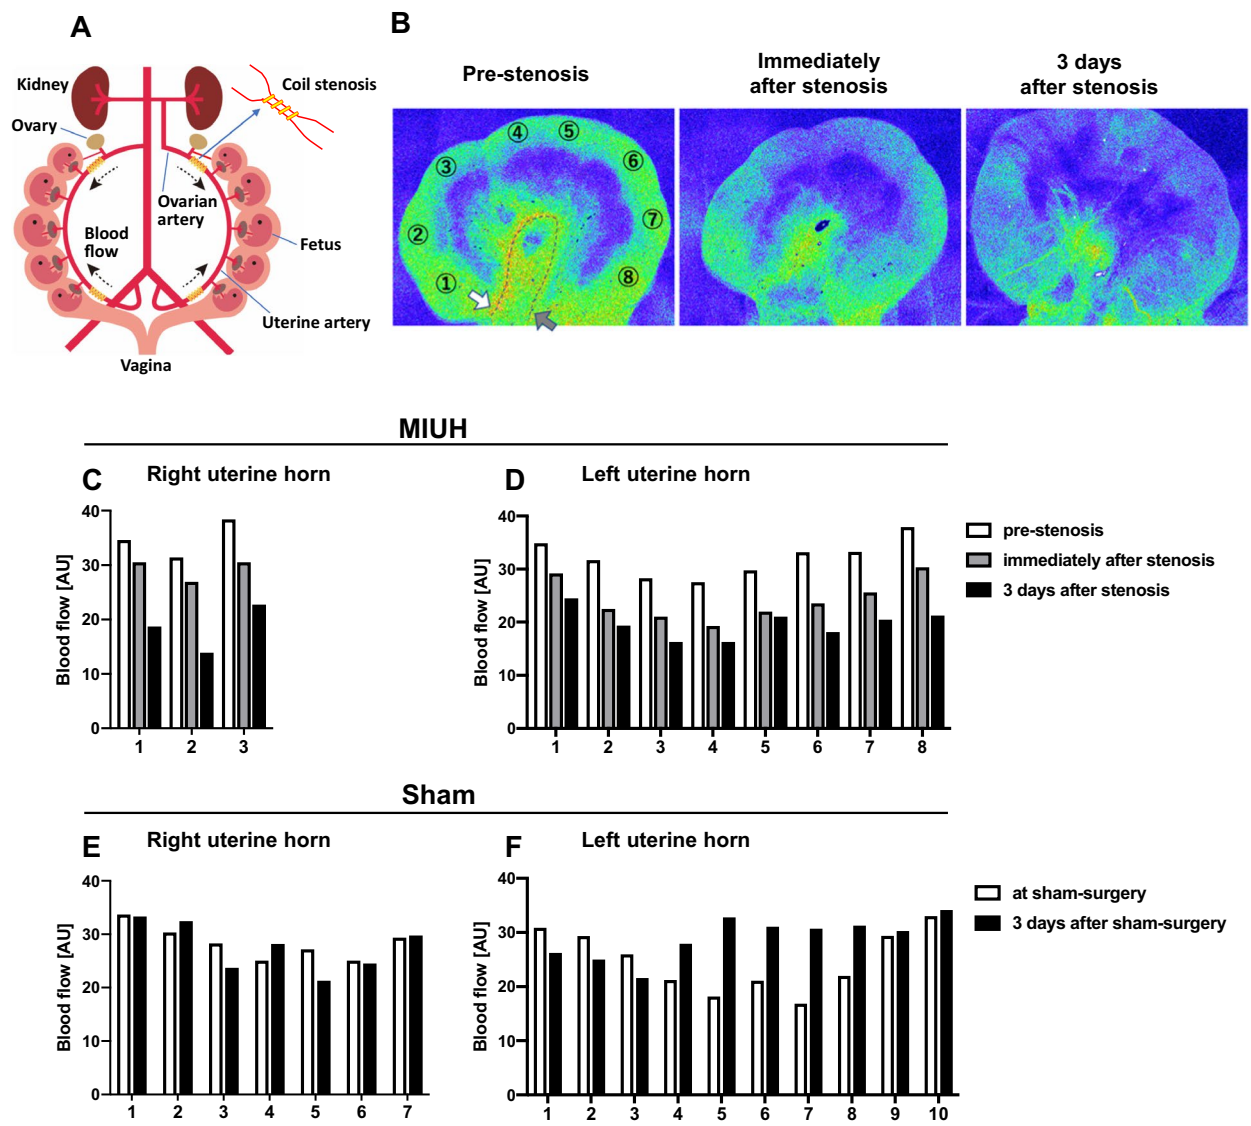 A
Kidney
Coil stenosis
Ovary
Ovarian
artery
Blood
flow
Fetus
Uterine artery
Vagina
B
Pre-stenosis
Immediately
after stenosis
3 days
after stenosis
④ ⑤
③ ⑥
② ⑦
① ⑧
MIUH
C
Right uterine horn
Blood flow [AU]
40
30
20
10
0
1 2 3
D
Left uterine horn
Blood flow [AU]
40
30
20
10
0
1 2 3 4 5 6 7 8
pre-stenosis
immediately after stenosis
3 days after stenosis
Sham
E
Right uterine horn
Blood flow [AU]
40
30
20
10
0
1 2 3 4 5 6 7
F
Left uterine horn
Blood flow [AU]
40
30
20
10
0
1 2 3 4 5 6 7 8 9 10
at sham-surgery
3 days after sham-surgery